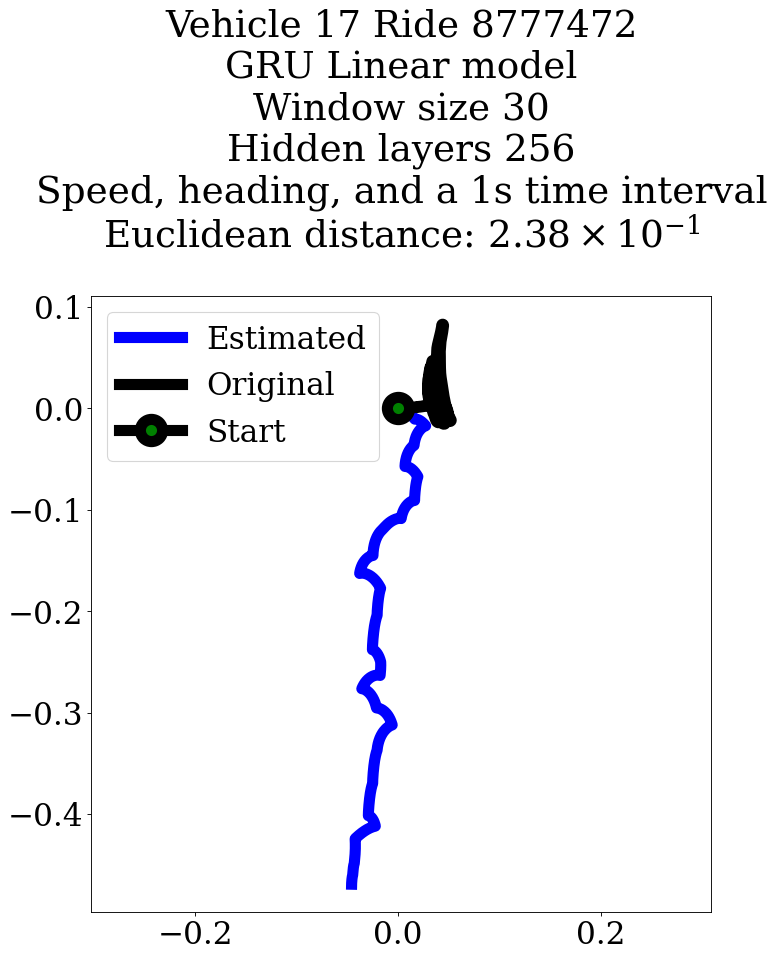 Vehicle 17 Ride 8777472
GRU Linear model
Window size 30
Hidden layers 256
Speed, heading, and a 1s time interval
Euclidean distance: 2.38 × 10⁻¹
Estimated
Original
Start
0.1
0.0
−0.1
−0.2
−0.3
−0.4
−0.2 0.0 0.2